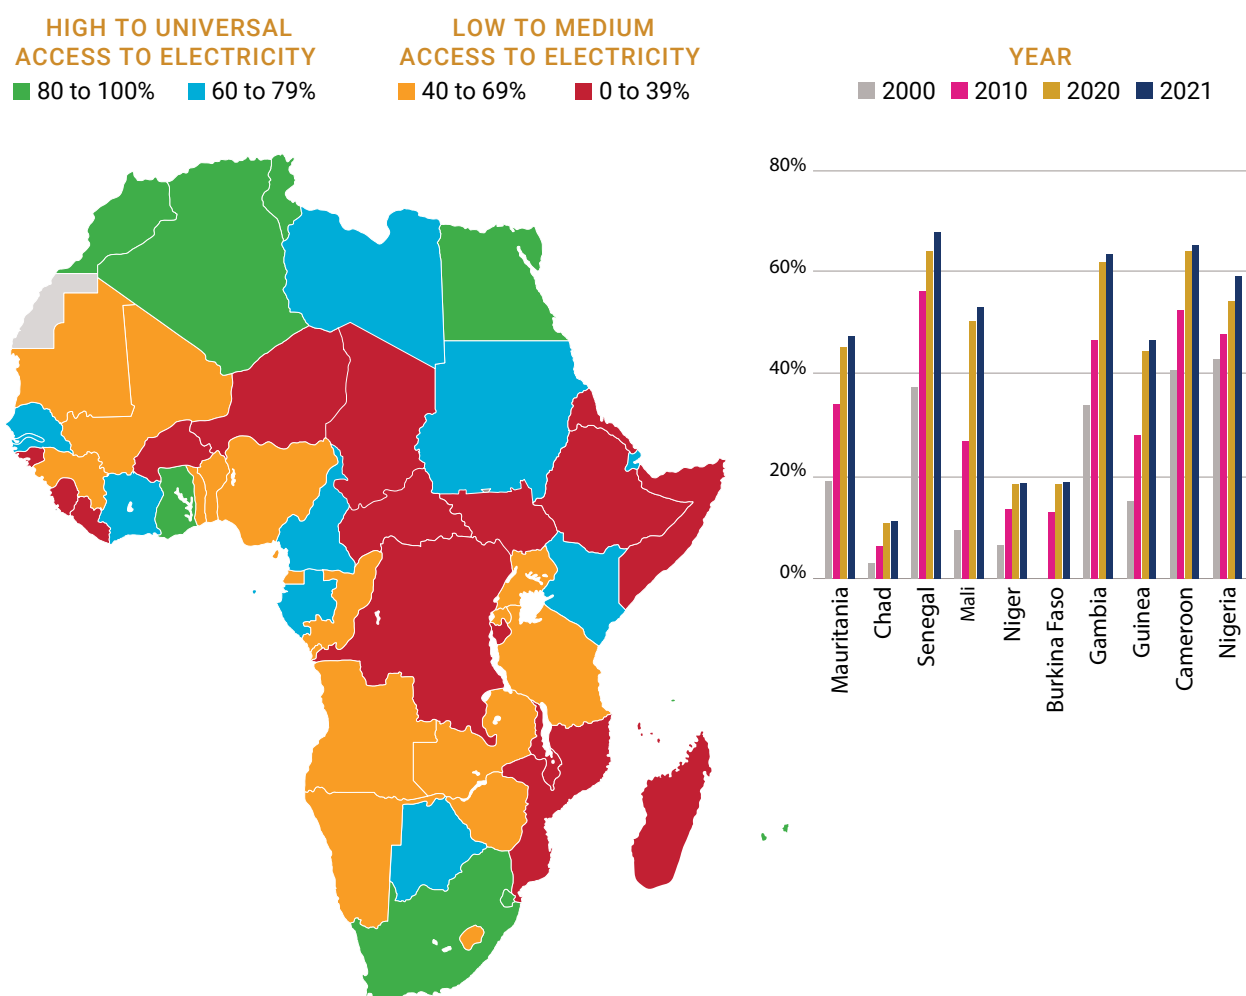 HIGH TO UNIVERSAL
ACCESS TO ELECTRICITY
80 to 100%
60 to 79%
LOW TO MEDIUM
ACCESS TO ELECTRICITY
40 to 69%
0 to 39%
YEAR
2000
2010
2020
2021
80%
60%
40%
20%
0%
Mauritania
Chad
Senegal
Mali
Niger
Burkina Faso
Gambia
Guinea
Cameroon
Nigeria